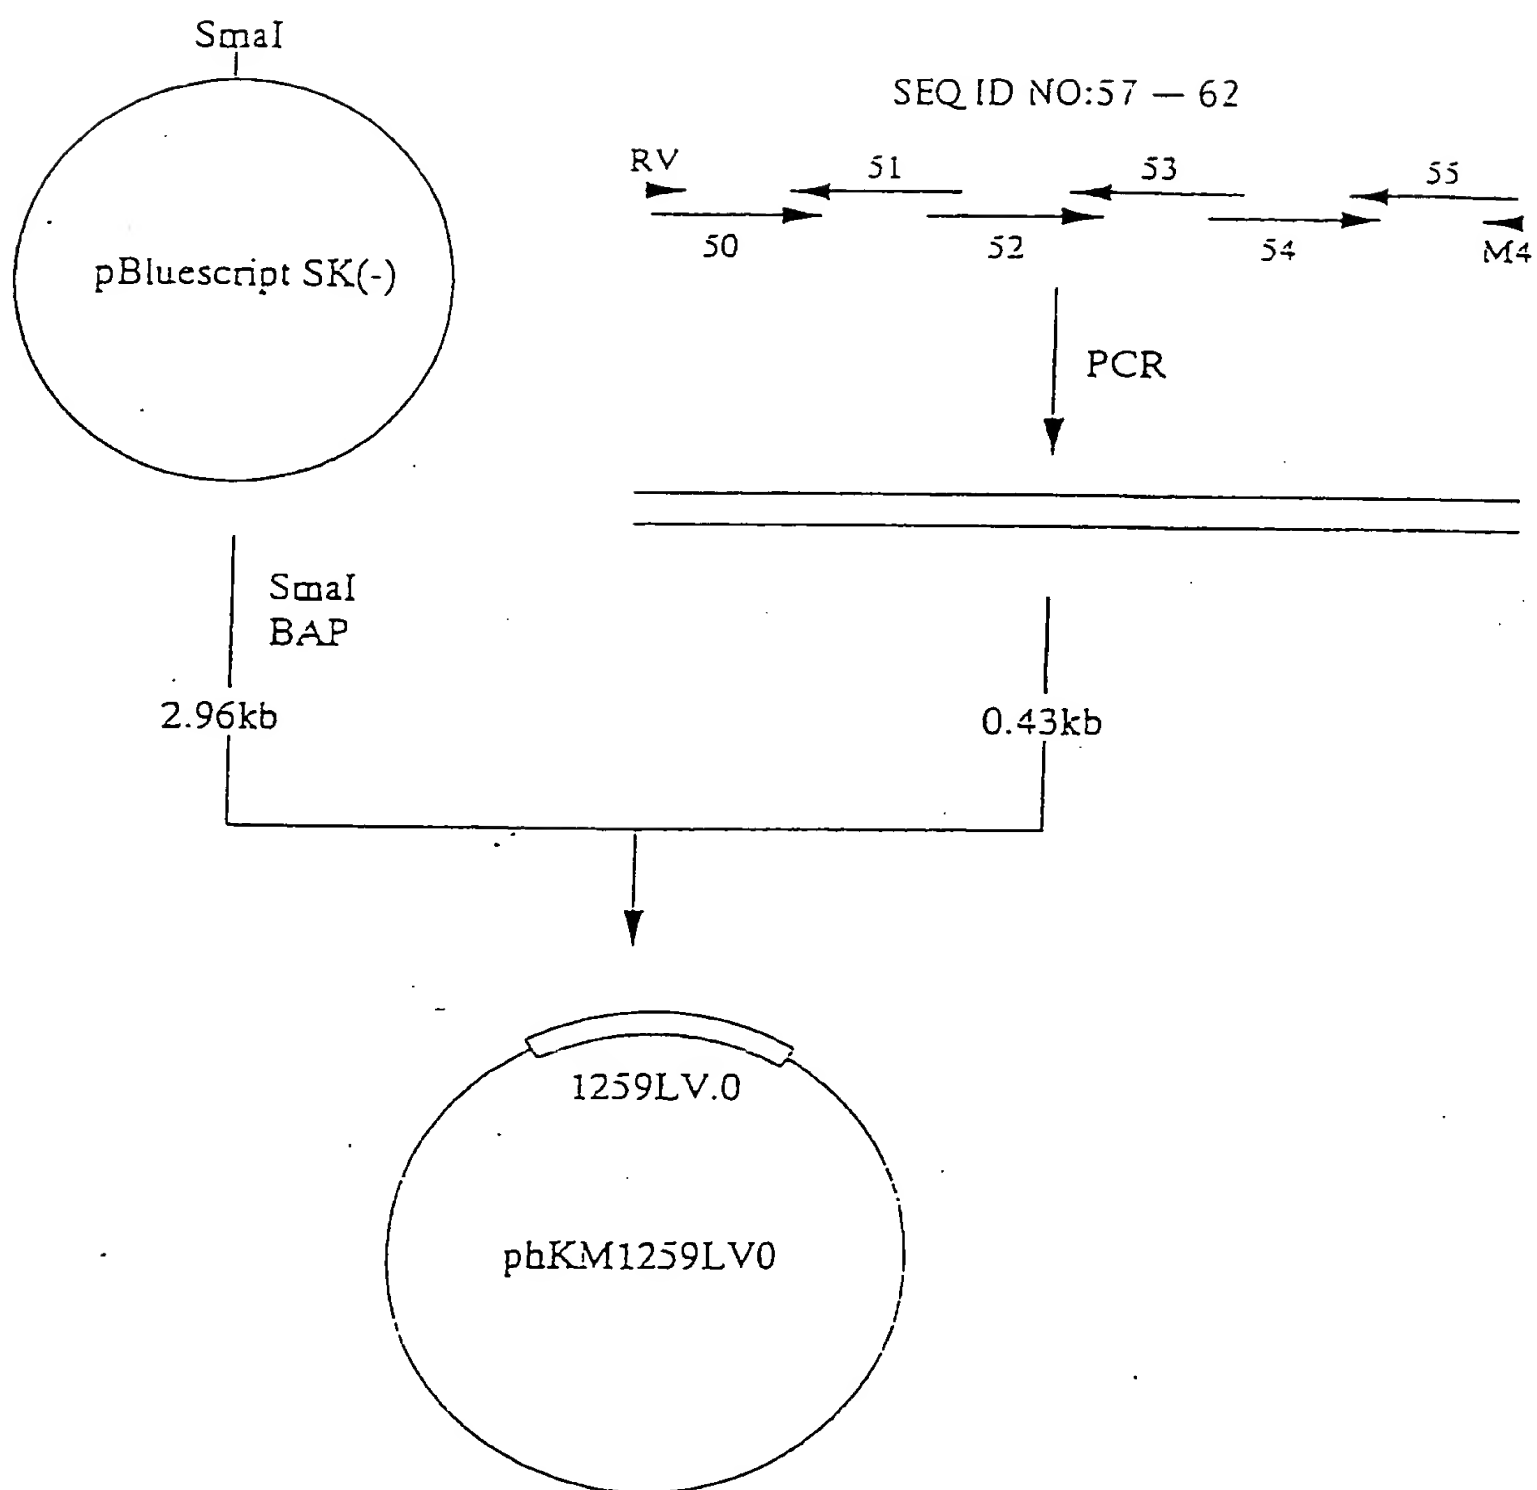 SmaI
pBluescript SK(-)
SEQ ID NO:57 — 62
RV
51
53
55
50
52
54
M4
PCR
SmaI
BAP
2.96kb
0.43kb
1259LV.0
phKM1259LV0